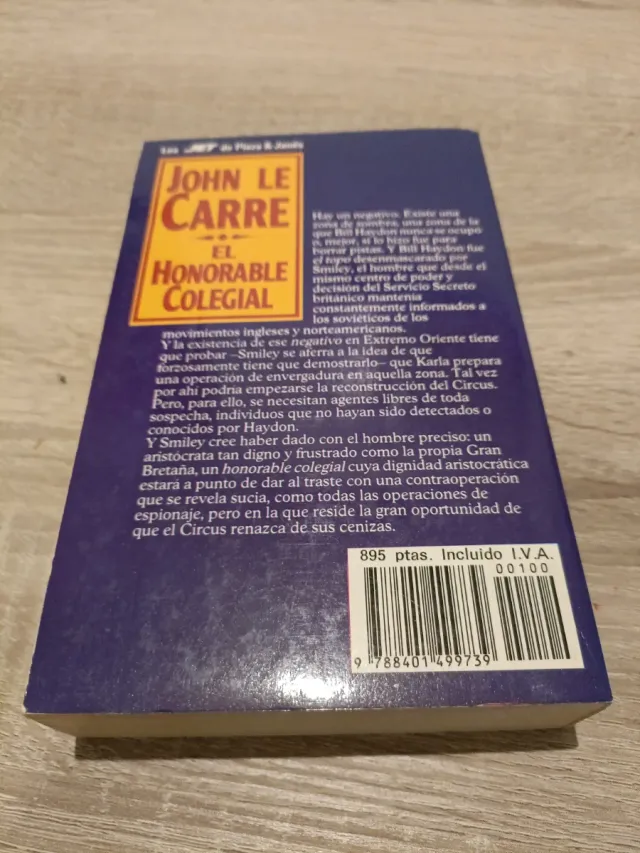 Los JET de Plaza & Janés
JOHN LE
CARRE
EL
HONORABLE
COLEGIAL
Hay un negativo. Existe una
zona de sombra, una zona de la
que Bill Haydon nunca se ocupó
o, mejor, si lo hizo fue para
borrar pistas. Y Bill Haydon fue
el topo desenmascarado por
Smiley, el hombre que desde el
mismo centro de poder y
decisión del Servicio Secreto
británico mantenía
constantemente informados a
los soviéticos de los
movimientos ingleses y norteamericanos.
Y la existencia de ese negativo en Extremo Oriente tiene
que probar –Smiley se aferra a la idea de que
forzosamente tiene que demostrarlo– que Karla prepara
una operación de envergadura en aquella zona. Tal vez
por ahí podría empezarse la reconstrucción del Circus.
Pero, para ello, se necesitan agentes libres de toda
sospecha, individuos que no hayan sido detectados o
conocidos por Haydon.
Y Smiley cree haber dado con el hombre preciso: un
aristócrata tan digno y frustrado como la propia Gran
Bretaña, un honorable colegial cuya dignidad aristocrática
estará a punto de dar al traste con una contraoperación
que se revela sucia, como todas las operaciones de
espionaje, pero en la que reside la gran oportunidad de
que el Circus renazca de sus cenizas.
895 ptas. Incluido I.V.A.
00100
9 788401 499739